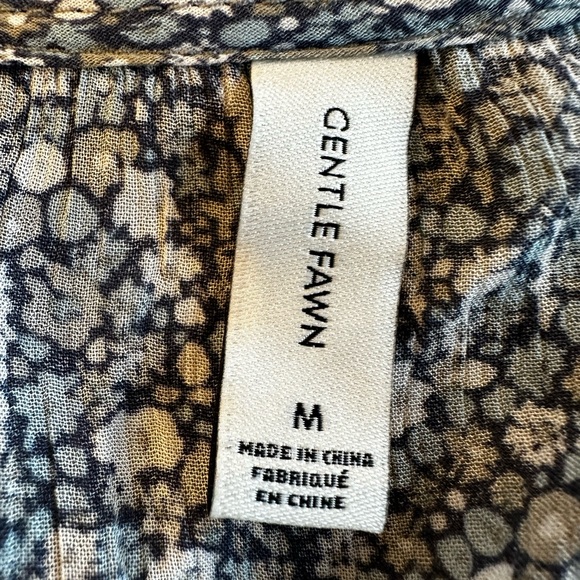 GENTLE FAWN
M
MADE IN CHINA
FABRIQUÉ
EN CHINE